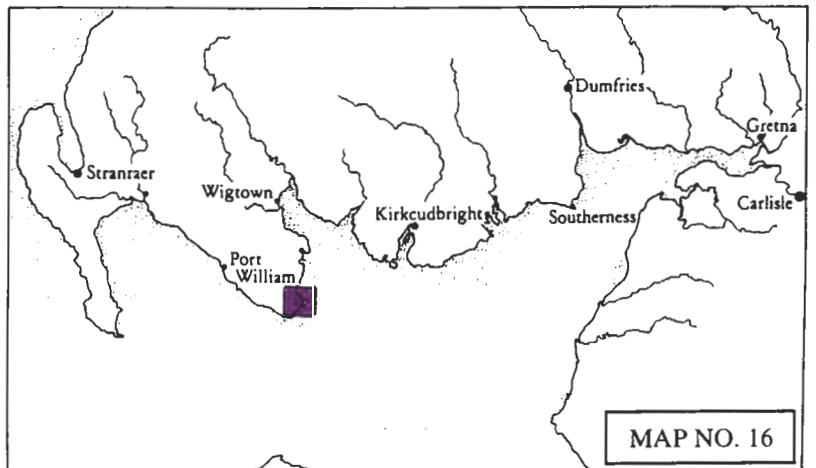 Dumfries
Gretna
Stranraer
Wigtown
Kirkcudbright
Southerness
Carlisle
Port
William
MAP NO. 16